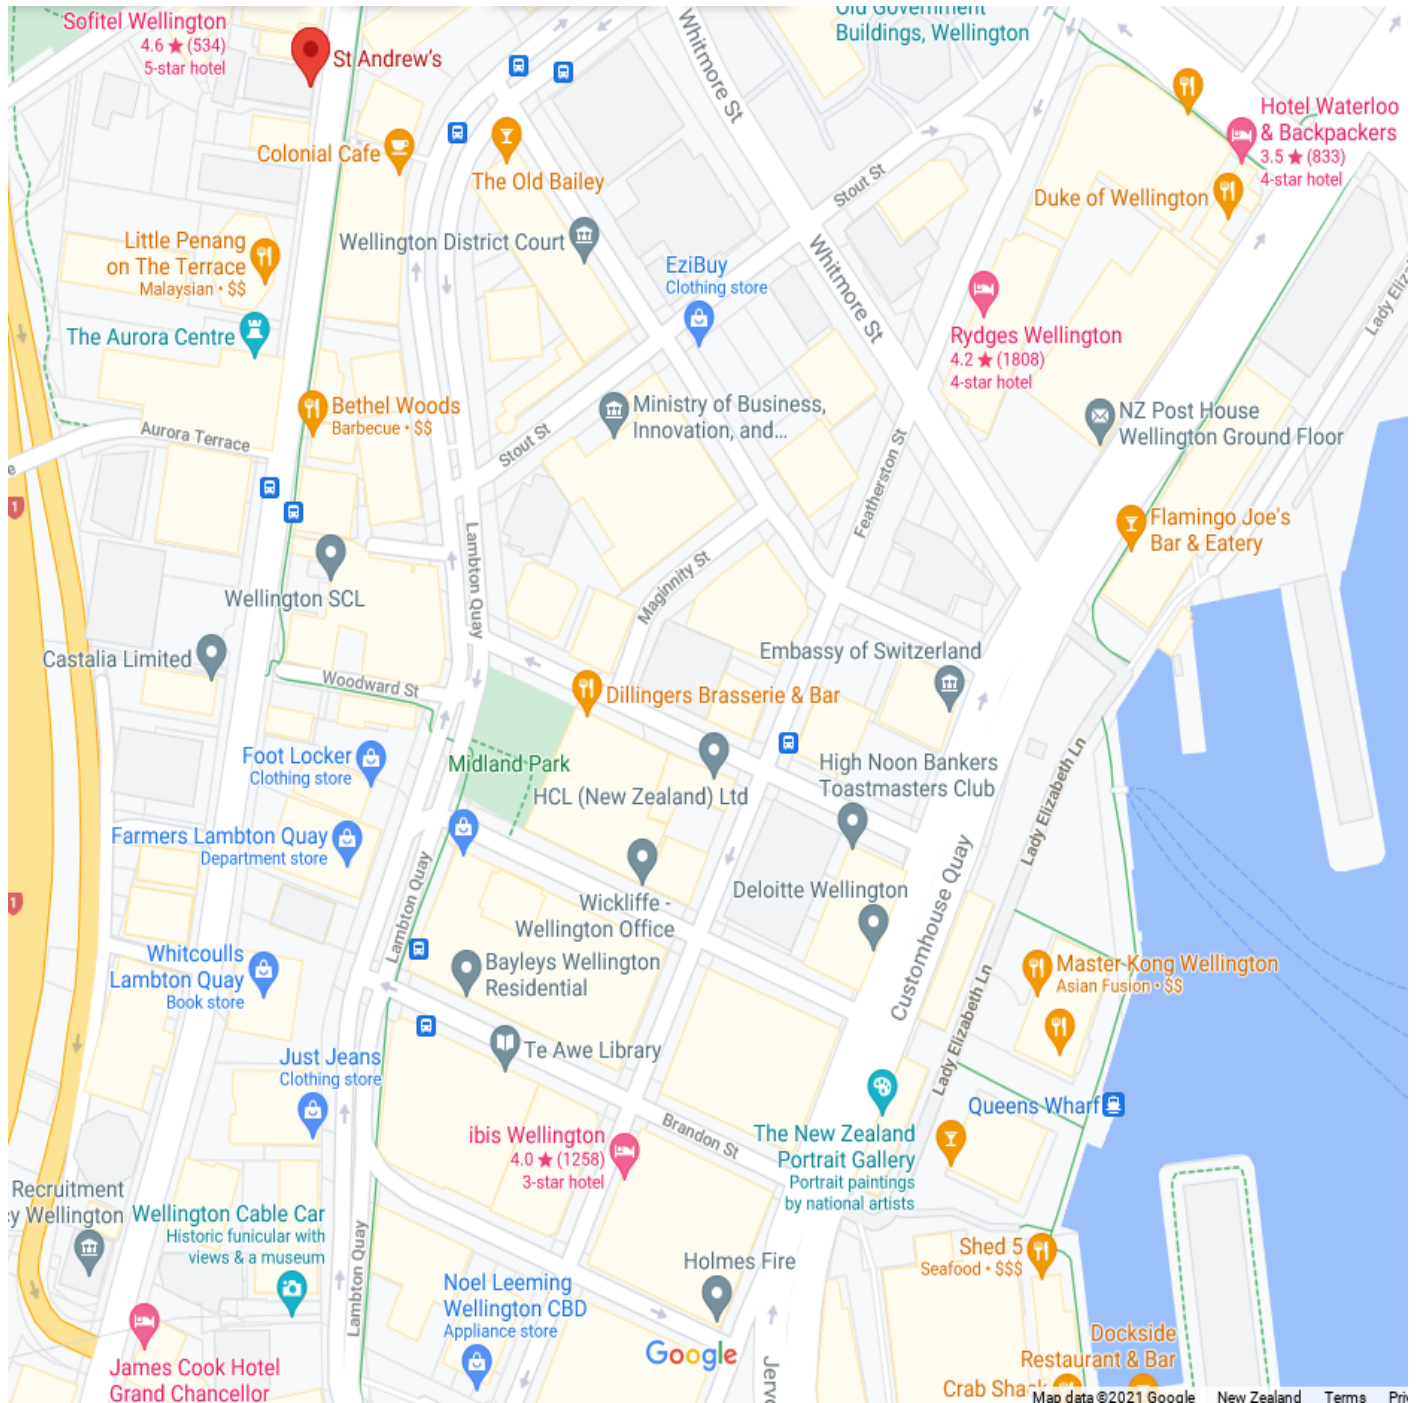 Sofitel Wellington
4.6 ★ (534)
5-star hotel
St Andrew's
Whitmore St
Old Government
Buildings, Wellington
Hotel Waterloo
& Backpackers
3.5 ★ (833)
4-star hotel
Colonial Cafe
The Old Bailey
Stout St
Duke of Wellington
Little Penang
on The Terrace
Malaysian • $$
Wellington District Court
EziBuy
Clothing store
Whitmore St
The Aurora Centre
Rydges Wellington
4.2 ★ (1808)
4-star hotel
Bethel Woods
Barbecue • $$
Ministry of Business,
Innovation, and...
NZ Post House
Wellington Ground Floor
Aurora Terrace
Stout St
Featherston St
1
Flamingo Joe's
Bar & Eatery
Lambton Quay
Wellington SCL
Maginnity St
Castalia Limited
Embassy of Switzerland
Woodward St
Dillingers Brasserie & Bar
Foot Locker
Clothing store
Midland Park
HCL (New Zealand) Ltd
High Noon Bankers
Toastmasters Club
Lady Elizabeth Ln
Farmers Lambton Quay
Department store
Lambton Quay
Wickliffe -
Wellington Office
Deloitte Wellington
Customhouse Quay
1
Whitcoulls
Lambton Quay
Book store
Bayleys Wellington
Residential
Master Kong Wellington
Asian Fusion • $$
Lady Elizabeth Ln
Te Awe Library
Just Jeans
Clothing store
Queens Wharf
ibis Wellington
4.0 ★ (1258)
3-star hotel
Brandon St
The New Zealand
Portrait Gallery
Portrait paintings
by national artists
Recruitment
cy Wellington
Wellington Cable Car
Historic funicular with
views & a museum
Lambton Quay
Holmes Fire
Shed 5
Seafood • $$$
Noel Leeming
Wellington CBD
Appliance store
Google
Jervo
Dockside
Restaurant & Bar
James Cook Hotel
Grand Chancellor
Crab Shack
Map data ©2021 Google New Zealand Terms Pri